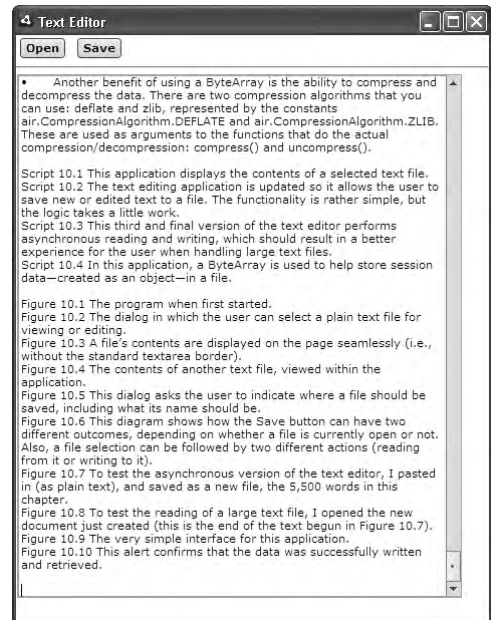 Text Editor
Open Save
• Another benefit of using a ByteArray is the ability to compress and
decompress the data. There are two compression algorithms that you
can use: deflate and zlib, represented by the constants
air.CompressionAlgorithm.DEFLATE and air.CompressionAlgorithm.ZLIB.
These are used as arguments to the functions that do the actual
compression/decompression: compress() and uncompress().
Script 10.1 This application displays the contents of a selected text file.
Script 10.2 The text editing application is updated so it allows the user to
save new or edited text to a file. The functionality is rather simple, but
the logic takes a little work.
Script 10.3 This third and final version of the text editor performs
asynchronous reading and writing, which should result in a better
experience for the user when handling large text files.
Script 10.4 In this application, a ByteArray is used to help store session
data—created as an object—in a file.
Figure 10.1 The program when first started.
Figure 10.2 The dialog in which the user can select a plain text file for
viewing or editing.
Figure 10.3 A file's contents are displayed on the page seamlessly (i.e.,
without the standard textarea border).
Figure 10.4 The contents of another text file, viewed within the
application.
Figure 10.5 This dialog asks the user to indicate where a file should be
saved, including what its name should be.
Figure 10.6 This diagram shows how the Save button can have two
different outcomes, depending on whether a file is currently open or not.
Also, a file selection can be followed by two different actions (reading
from it or writing to it).
Figure 10.7 To test the asynchronous version of the text editor, I pasted
in (as plain text), and saved as a new file, the 5,500 words in this
chapter.
Figure 10.8 To test the reading of a large text file, I opened the new
document just created (this is the end of the text begun in Figure 10.7).
Figure 10.9 The very simple interface for this application.
Figure 10.10 This alert confirms that the data was successfully written
and retrieved.